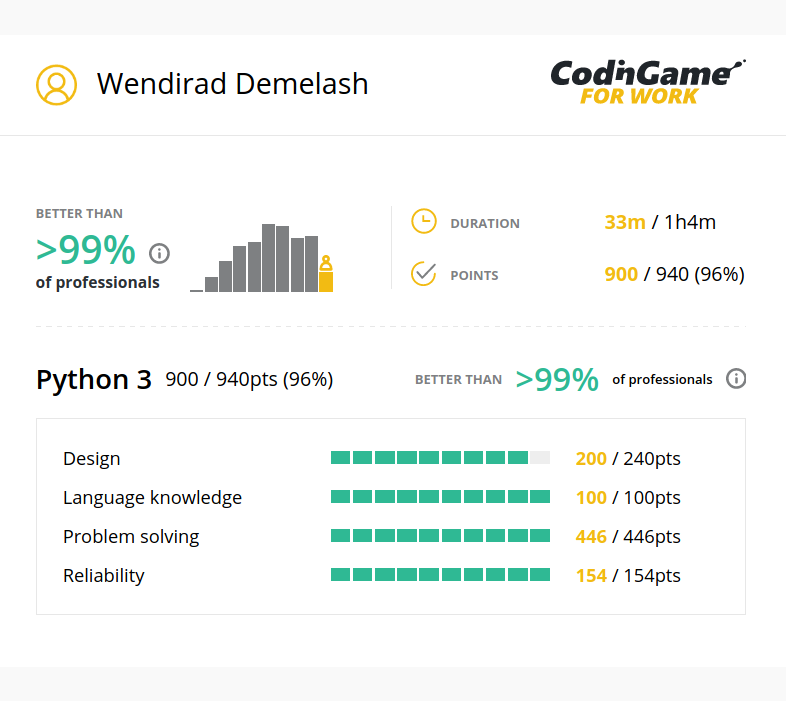 Wendirad Demelash
CodinGame
FOR WORK
BETTER THAN
>99%
of professionals
DURATION
33m / 1h4m
POINTS
900 / 940 (96%)
Python 3 900 / 940pts (96%)
BETTER THAN >99% of professionals
Design 200 / 240pts
Language knowledge 100 / 100pts
Problem solving 446 / 446pts
Reliability 154 / 154pts